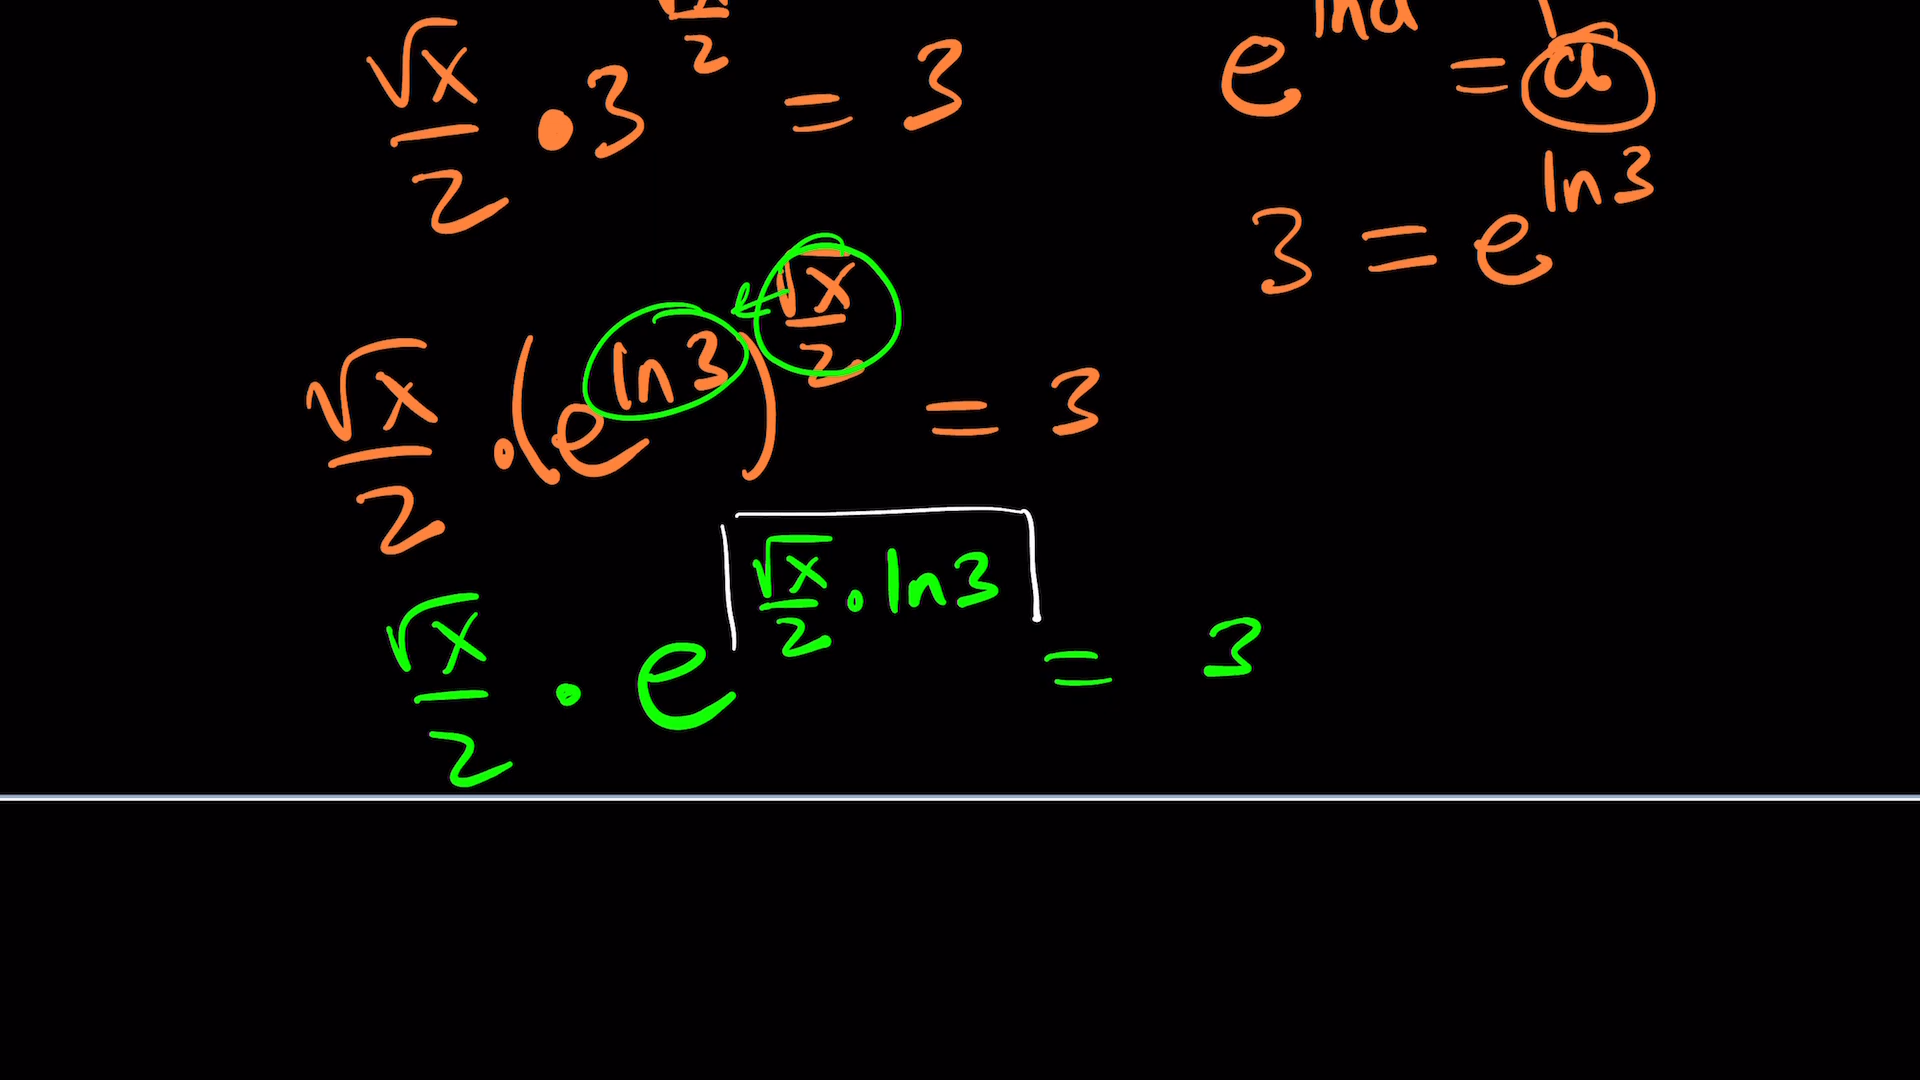 √x/2 • 3^(√x/2) = 3
e^(ln a) = a
3 = e^(ln 3)
√x/2 • (e^(ln 3))^(√x/2) = 3
√x/2 • e^(√x/2 • ln 3) = 3